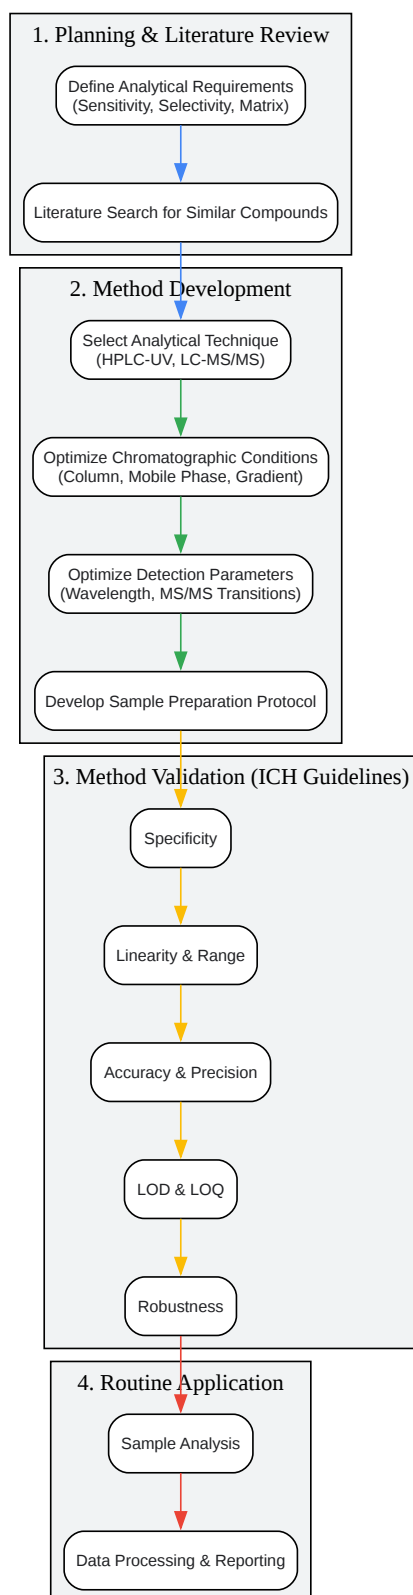 1. Planning & Literature Review
Define Analytical Requirements
(Sensitivity, Selectivity, Matrix)
Literature Search for Similar Compounds
2. Method Development
Select Analytical Technique
(HPLC-UV, LC-MS/MS)
Optimize Chromatographic Conditions
(Column, Mobile Phase, Gradient)
Optimize Detection Parameters
(Wavelength, MS/MS Transitions)
Develop Sample Preparation Protocol
3. Method Validation (ICH Guidelines)
Specificity
Linearity & Range
Accuracy & Precision
LOD & LOQ
Robustness
4. Routine Application
Sample Analysis
Data Processing & Reporting